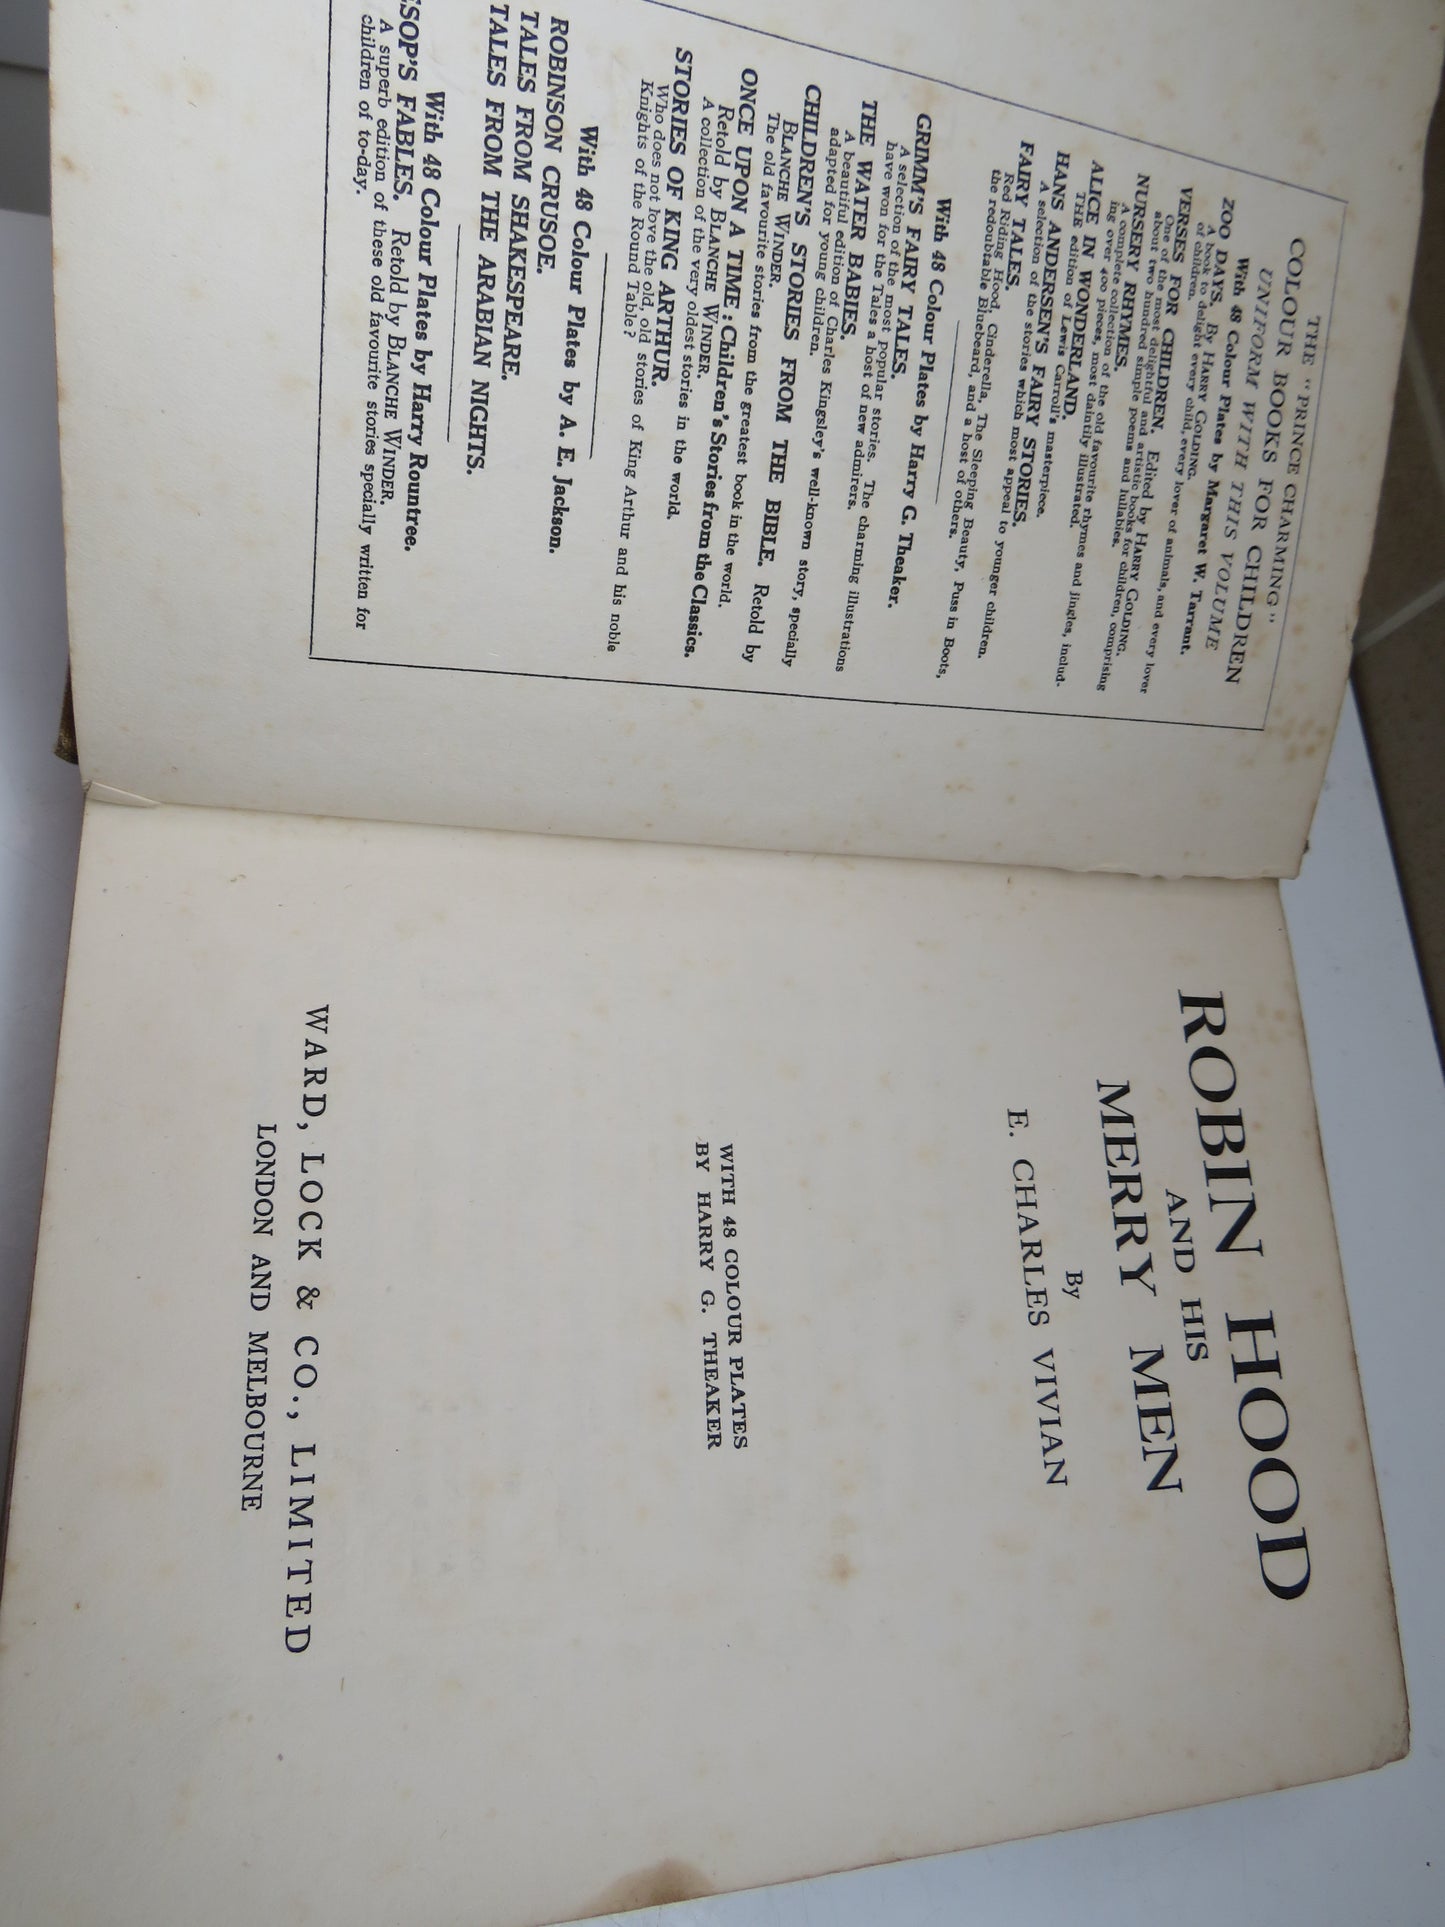 THE "PRINCE CHARMING"
COLOUR BOOKS FOR CHILDREN
UNIFORM WITH THIS VOLUME
With 48 Colour Plates by Margaret W. Tarrant.
ZOO DAYS. By HARRY GOLDING.
A book to delight every child, every lover of animals, and every lover
of children.
VERSES FOR CHILDREN. Edited by HARRY GOLDING.
One of the most delightful and artistic books for children, comprising
about two hundred simple poems and lullabies.
NURSERY RHYMES.
A complete collection of the old favourite rhymes and jingles, includ-
ing over 400 pieces, most daintily illustrated.
ALICE IN WONDERLAND.
THE edition of Lewis Carroll's masterpiece.
HANS ANDERSEN'S FAIRY STORIES.
A selection of the stories which most appeal to younger children.
FAIRY TALES.
Red Riding Hood, Cinderella, The Sleeping Beauty, Puss in Boots,
the redoubtable Bluebeard, and a host of others.
With 48 Colour Plates by Harry G. Theaker.
GRIMM'S FAIRY TALES.
A selection of the most popular stories. The charming illustrations
have won for the Tales a host of new admirers.
THE WATER BABIES.
A beautiful edition of Charles Kingsley's well-known story, specially
adapted for young children.
CHILDREN'S STORIES FROM THE BIBLE. Retold by
BLANCHE WINDER.
The old favourite stories from the greatest book in the world.
ONCE UPON A TIME: Children's Stories from the Classics.
Retold by BLANCHE WINDER.
A collection of the very oldest stories in the world.
STORIES OF KING ARTHUR.
Who does not love the old, old stories of King Arthur and his noble
Knights of the Round Table?
With 48 Colour Plates by A. E. Jackson.
ROBINSON CRUSOE.
TALES FROM SHAKESPEARE.
TALES FROM THE ARABIAN NIGHTS.
With 48 Colour Plates by Harry Rountree.
ESOP'S FABLES. Retold by BLANCHE WINDER.
A superb edition of these old favourite stories specially written for
children of to-day.
ROBIN HOOD
AND HIS
MERRY MEN
By
E. CHARLES VIVIAN
WITH 48 COLOUR PLATES
BY HARRY G. THEAKER
WARD, LOCK & CO., LIMITED
LONDON AND MELBOURNE